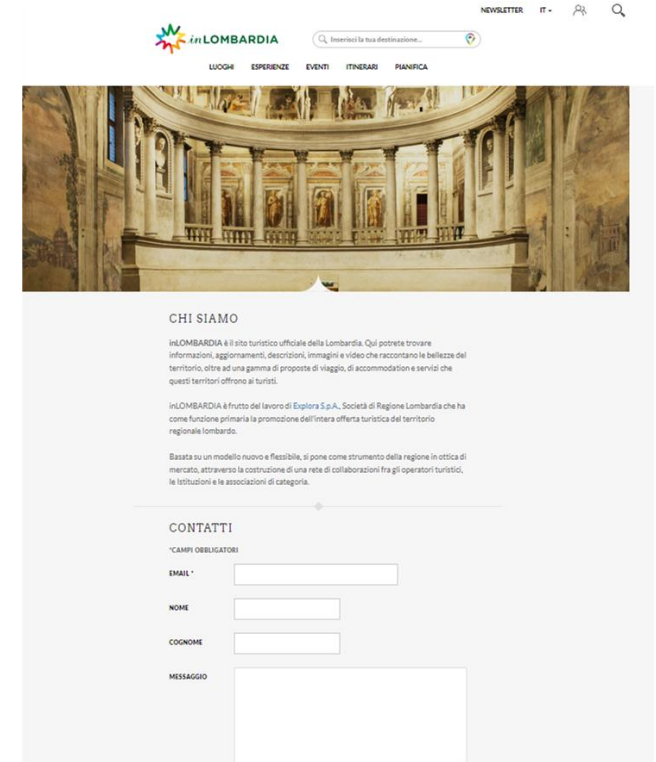 NEWSLETTER IT
inLOMBARDIA
Inserisci la tua destinazione...
LUOGHI ESPERIENZE EVENTI ITINERARI PIANIFICA
CHI SIAMO
inLOMBARDIA è il sito turistico ufficiale della Lombardia. Qui potrete trovare
informazioni, aggiornamenti, descrizioni, immagini e video che raccontano le bellezze del
territorio, oltre ad una gamma di proposte di viaggio, di accommodation e servizi che
questi territori offrono ai turisti.
inLOMBARDIA è frutto del lavoro di Explora S.p.A., Società di Regione Lombardia che ha
come funzione primaria la promozione dell'intera offerta turistica del territorio
regionale lombardo.
Basata su un modello nuovo e flessibile, si pone come strumento della regione in ottica di
mercato, attraverso la costruzione di una rete di collaborazioni fra gli operatori turistici,
le Istituzioni e le associazioni di categoria.
CONTATTI
*CAMPI OBBLIGATORI
EMAIL *
NOME
COGNOME
MESSAGGIO